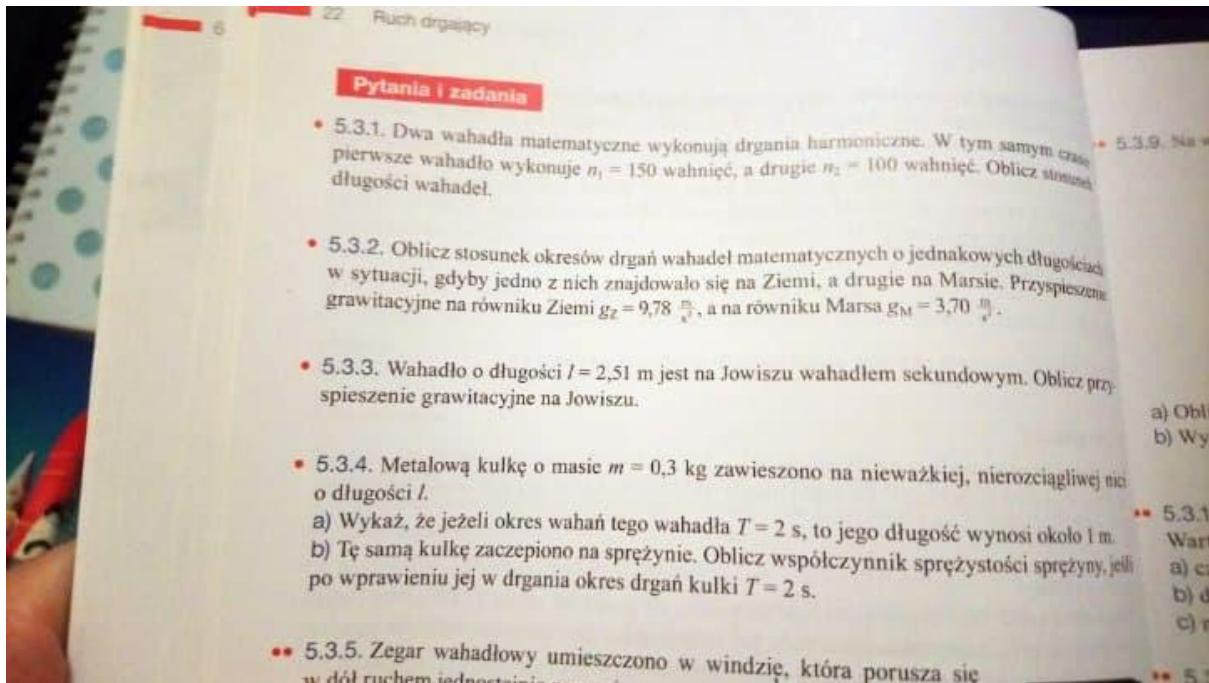 6
22 Ruch drgający
Pytania i zadania
• 5.3.1. Dwa wahadła matematyczne wykonują drgania harmoniczne. W tym samym czasie
pierwsze wahadło wykonuje n₁ = 150 wahnięć, a drugie n₂ = 100 wahnięć. Oblicz stosunek
długości wahadeł.
• 5.3.2. Oblicz stosunek okresów drgań wahadeł matematycznych o jednakowych długościach
w sytuacji, gdyby jedno z nich znajdowało się na Ziemi, a drugie na Marsie. Przyspieszenie
grawitacyjne na równiku Ziemi g_Z = 9,78 m/s², a na równiku Marsa g_M = 3,70 m/s².
• 5.3.3. Wahadło o długości l = 2,51 m jest na Jowiszu wahadłem sekundowym. Oblicz przy-
spieszenie grawitacyjne na Jowiszu.
• 5.3.4. Metalową kulkę o masie m = 0,3 kg zawieszono na nieważkiej, nierozciągliwej nici
o długości l.
a) Wykaż, że jeżeli okres wahań tego wahadła T = 2 s, to jego długość wynosi około 1 m.
b) Tę samą kulkę zaczepiono na sprężynie. Oblicz współczynnik sprężystości sprężyny, jeśli
po wprawieniu jej w drgania okres drgań kulki T = 2 s.
•• 5.3.5. Zegar wahadłowy umieszczono w windzie, która porusza się
w dół ruchem
• 5.3.9. Na
a) Obl
b) Wy
•• 5.3.1
War
a)
b) d
c)
•• 5